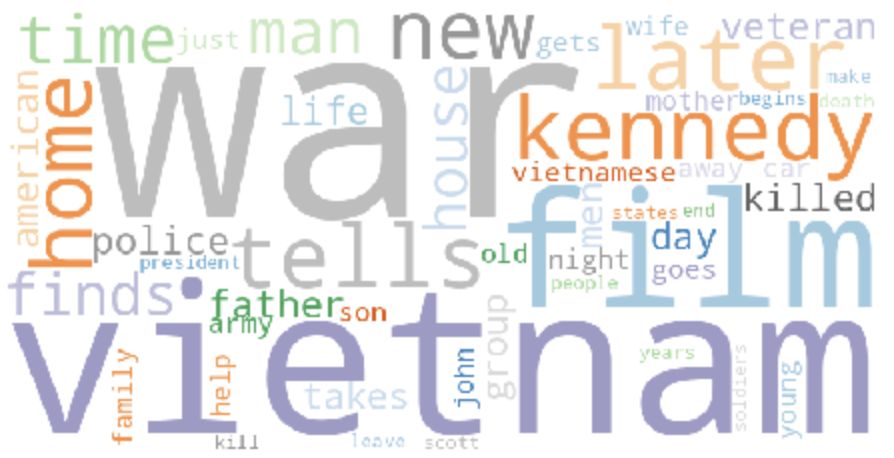 time just man new gets wife veteran
later make
war american home life house mother begins death
kennedy
vietnamese away car
men states end killed
police tells old film day
president night goes
people
finds father son
army
vietnam group
family help takes john years soldiers young
kill leave scott